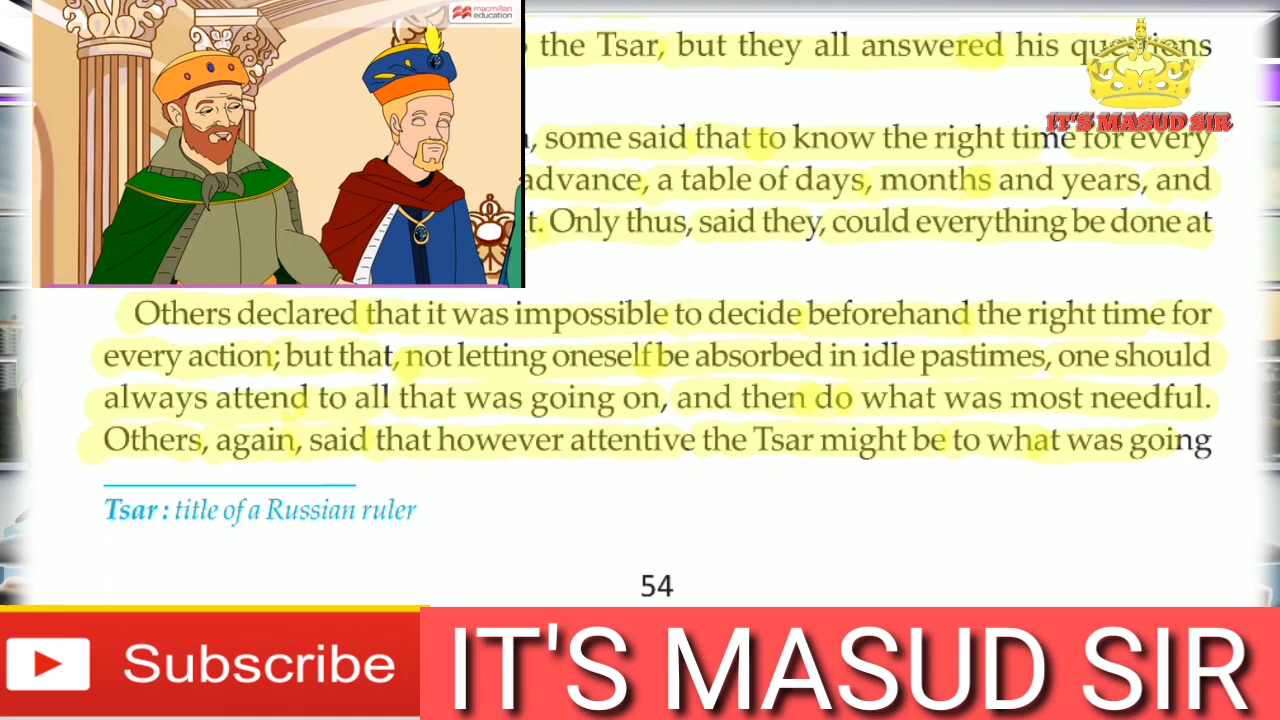 macmillan education
the Tsar, but they all answered his questions
IT'S MASUD SIR
, some said that to know the right time for every
advance, a table of days, months and years, and
t. Only thus, said they, could everything be done at
Others declared that it was impossible to decide beforehand the right time for
every action; but that, not letting oneself be absorbed in idle pastimes, one should
always attend to all that was going on, and then do what was most needful.
Others, again, said that however attentive the Tsar might be to what was going
Tsar : title of a Russian ruler
54
Subscribe
IT'S MASUD SIR